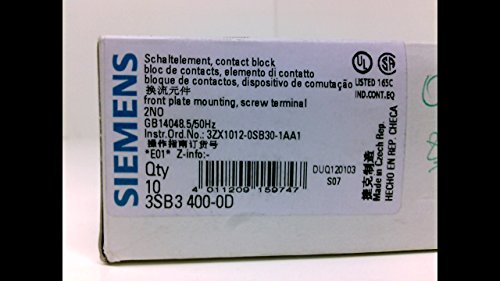 SIEMENS
Schaltelement, contact block
bloc de contacts, elemento di contatto
bloque de contactos, dispositivo de comutação
换流元件
front plate mounting, screw terminal
2NO
GB14048.5/50Hz
Instr.Ord.No.: 3ZX1012-0SB30-1AA1
操作指南订货号
*E01* Z-info:-
Qty
10
4 011209 159747
3SB3 400-0D
DUQ120103
S07
UL
LISTED 165C
IND.CONT.EQ
捷克制造
Made in Czech Rep.
HECHO EN REP. CHECA